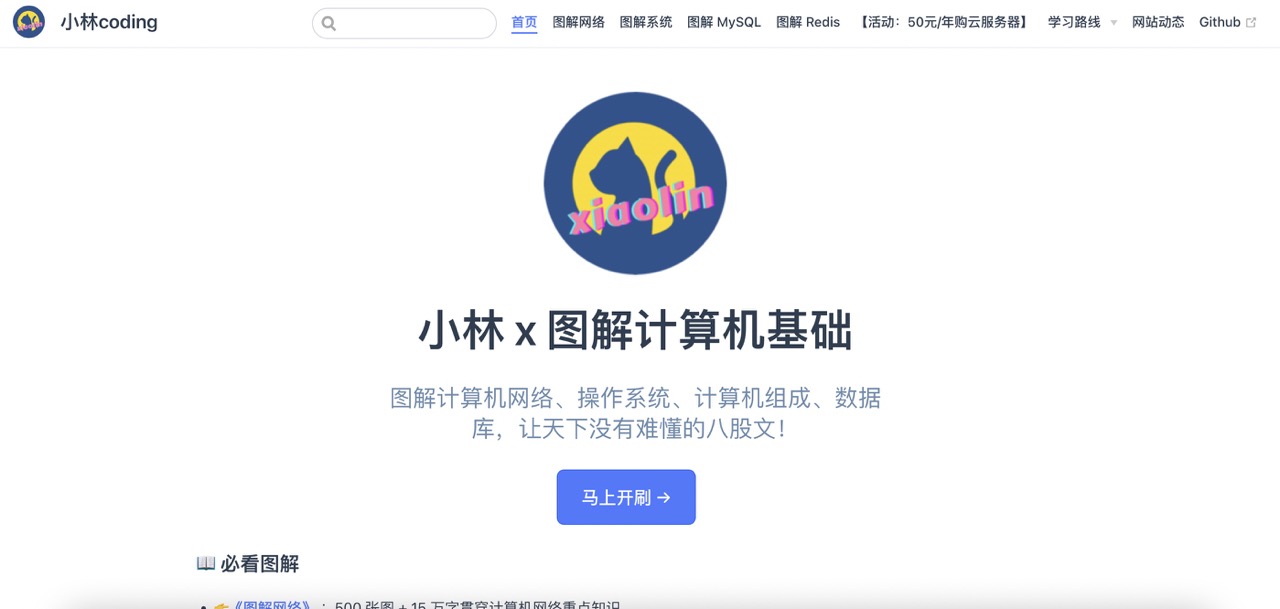 小林coding
首页 图解网络 图解系统 图解 MySQL 图解 Redis 【活动：50元/年购云服务器】 学习路线 网站动态 Github
xiaolin
小林 x 图解计算机基础
图解计算机网络、操作系统、计算机组成、数据
库，让天下没有难懂的八股文！
马上开刷 →
📖 必看图解
• 👉《图解网络》：500 张图 + 15 万字贯穿计算机网络重点知识